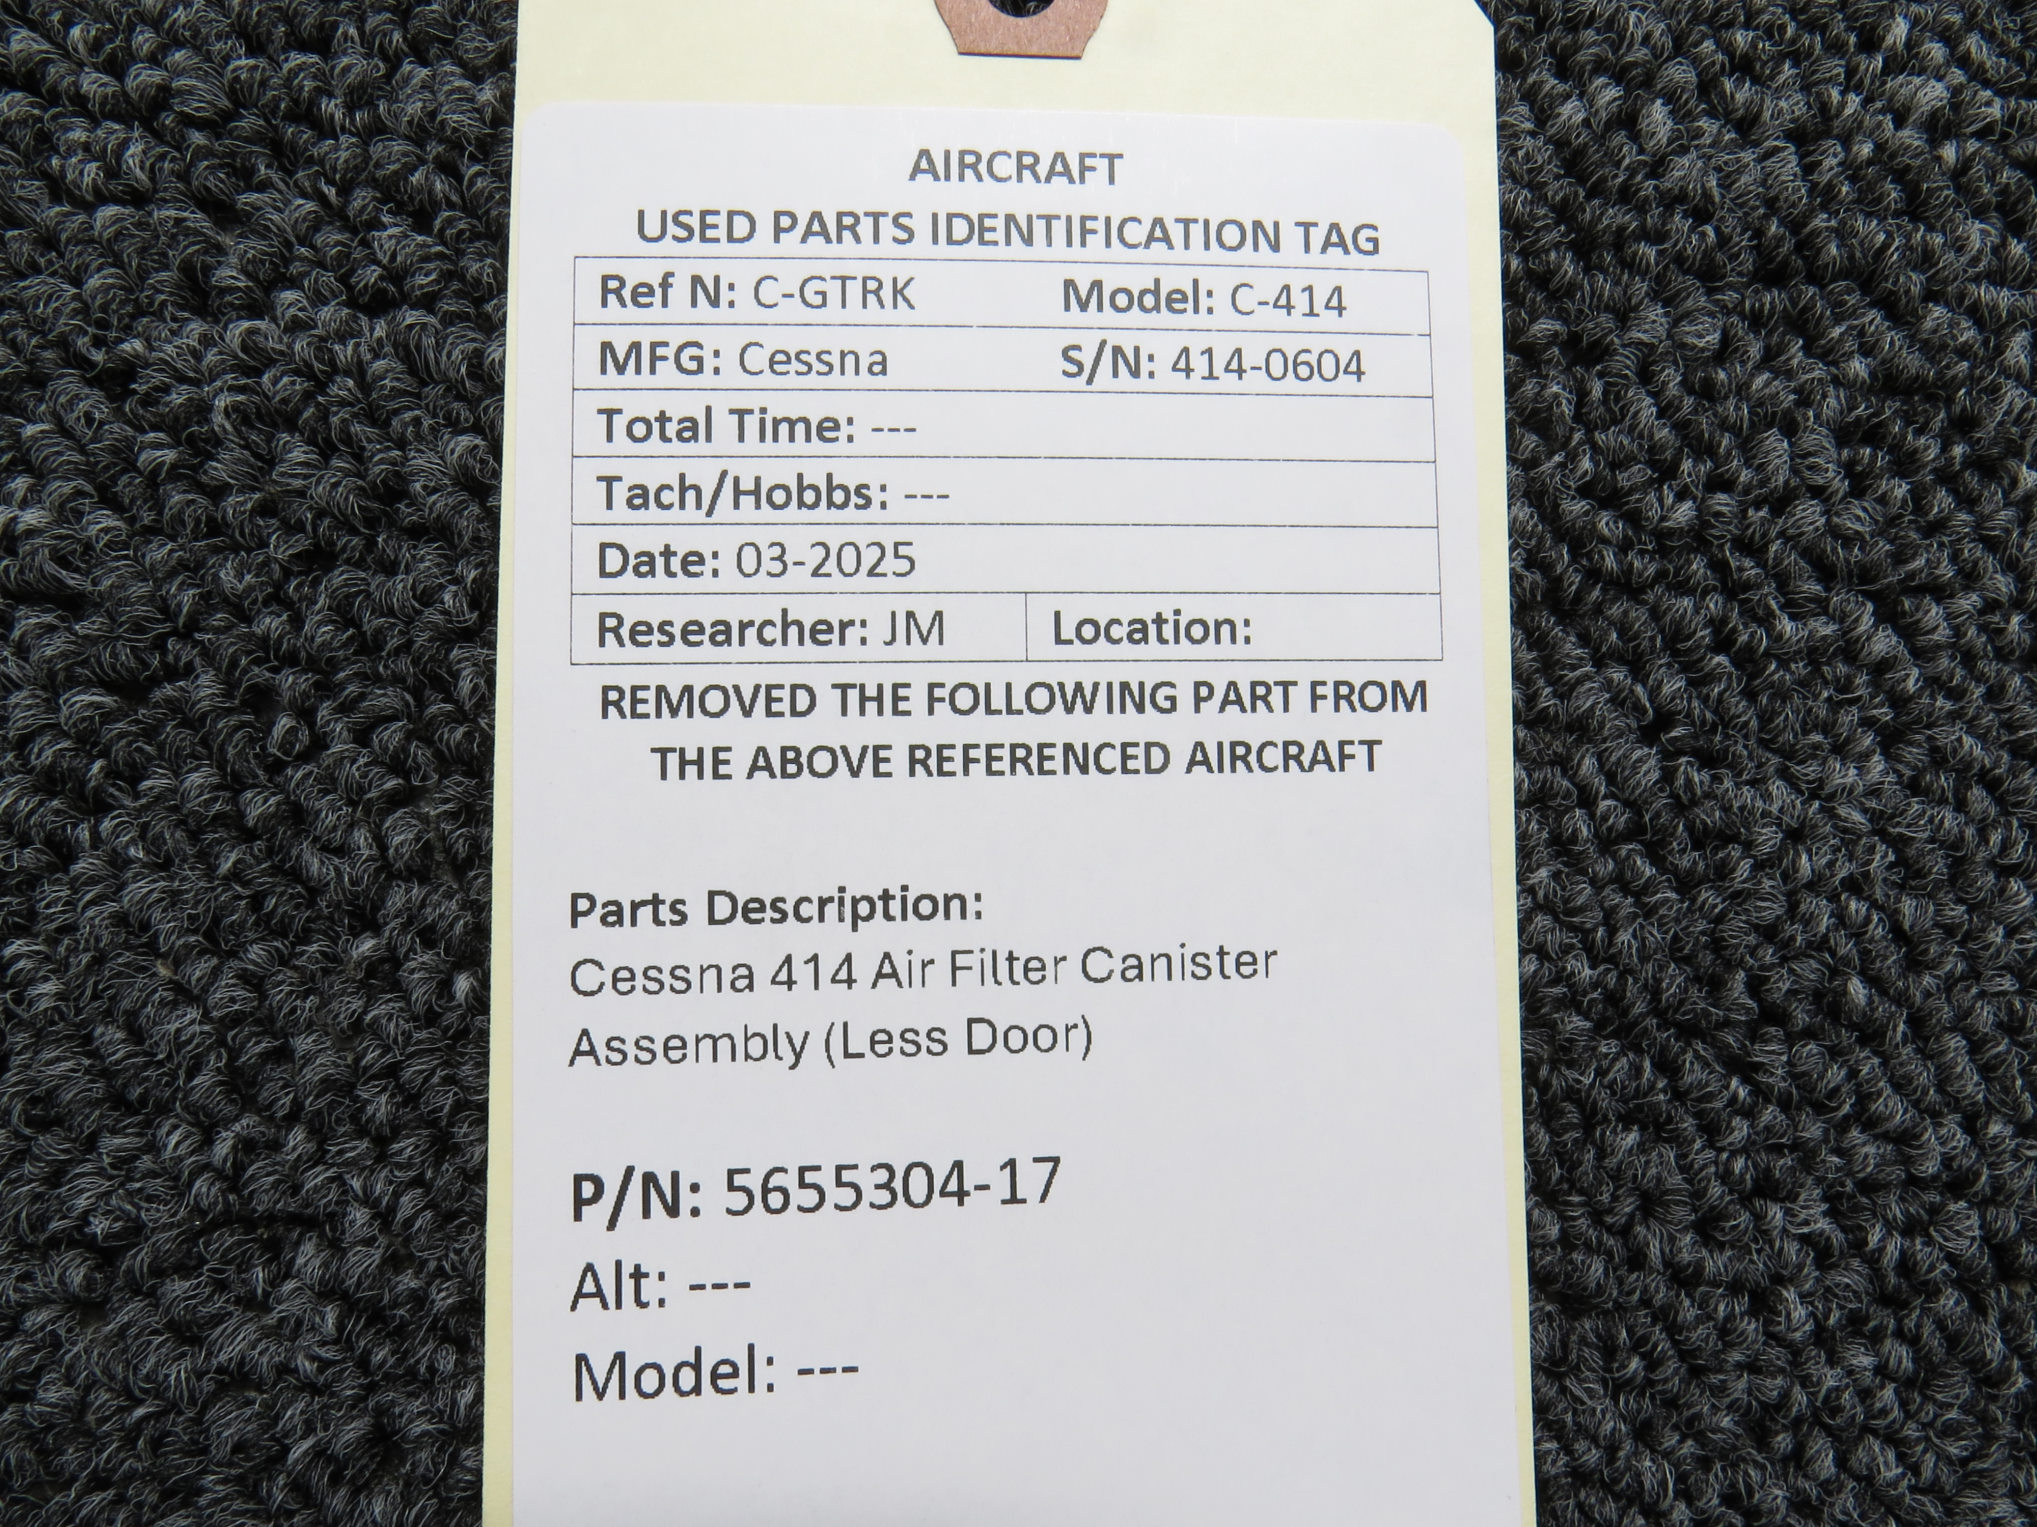 AIRCRAFT
USED PARTS IDENTIFICATION TAG
Ref N: C-GTRK Model: C-414
MFG: Cessna S/N: 414-0604
Total Time: ---
Tach/Hobbs: ---
Date: 03-2025
Researcher: JM Location:
REMOVED THE FOLLOWING PART FROM
THE ABOVE REFERENCED AIRCRAFT
Parts Description:
Cessna 414 Air Filter Canister
Assembly (Less Door)
P/N: 5655304-17
Alt: ---
Model: ---